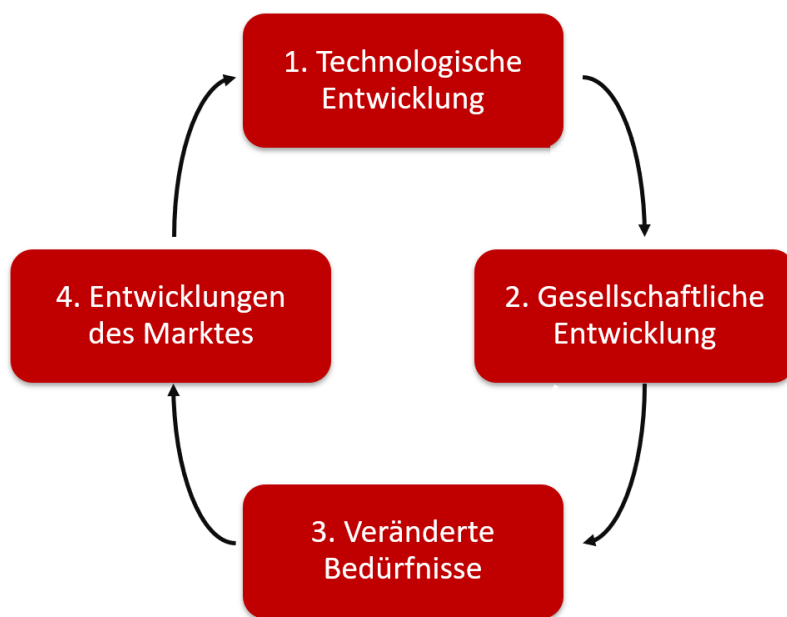 1. Technologische
Entwicklung
2. Gesellschaftliche
Entwicklung
3. Veränderte
Bedürfnisse
4. Entwicklungen
des Marktes